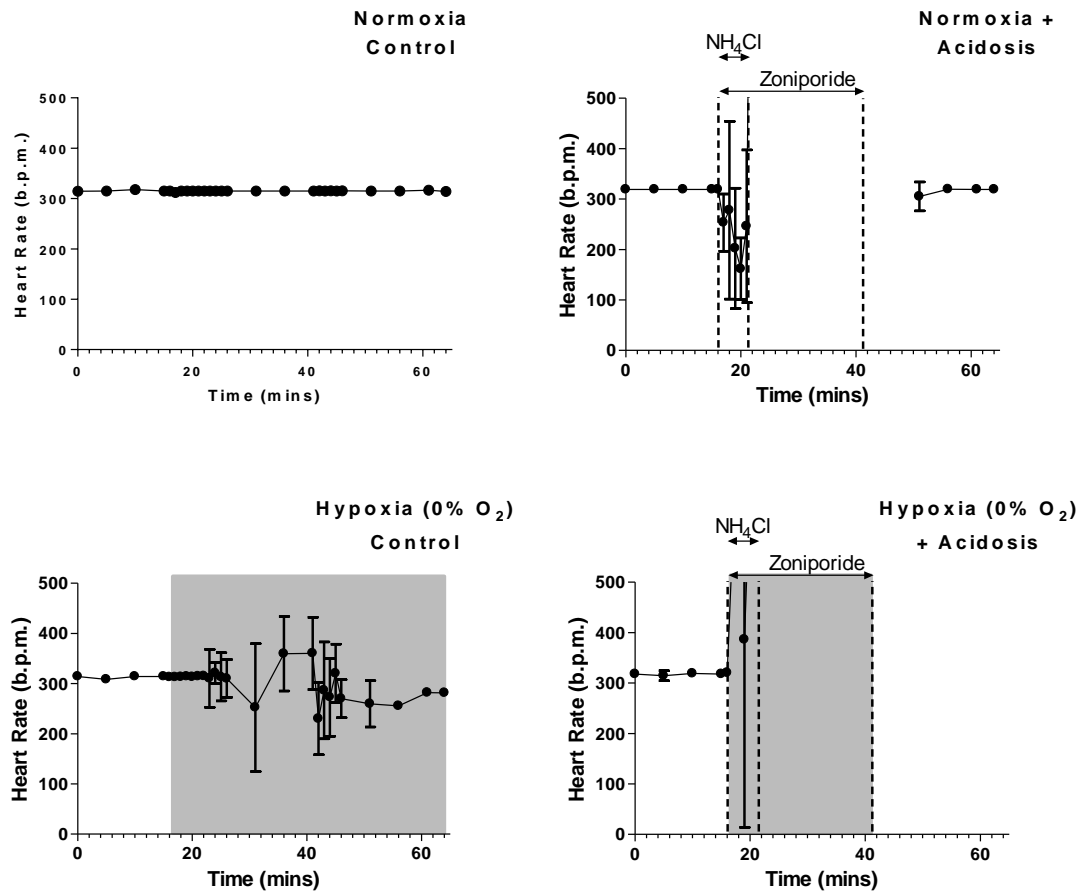 Normoxia
Control
500
400
300
200
100
0
Heart Rate (b.p.m.)
0 20 40 60
Time (mins)
Normoxia +
Acidosis
NH4Cl
Zoniporide
500
400
300
200
100
0
Heart Rate (b.p.m.)
0 20 40 60
Time (mins)
Hypoxia (0% O2)
Control
500
400
300
200
100
0
Heart Rate (b.p.m.)
0 20 40 60
Time (mins)
Hypoxia (0% O2)
+ Acidosis
NH4Cl
Zoniporide
500
400
300
200
100
0
Heart Rate (b.p.m.)
0 20 40 60
Time (mins)